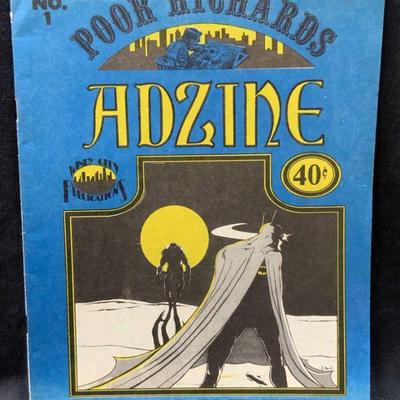 NO.
1
POOR RICHARDS
ADZINE
WINDY CITY
PUBLICATIONS
40¢